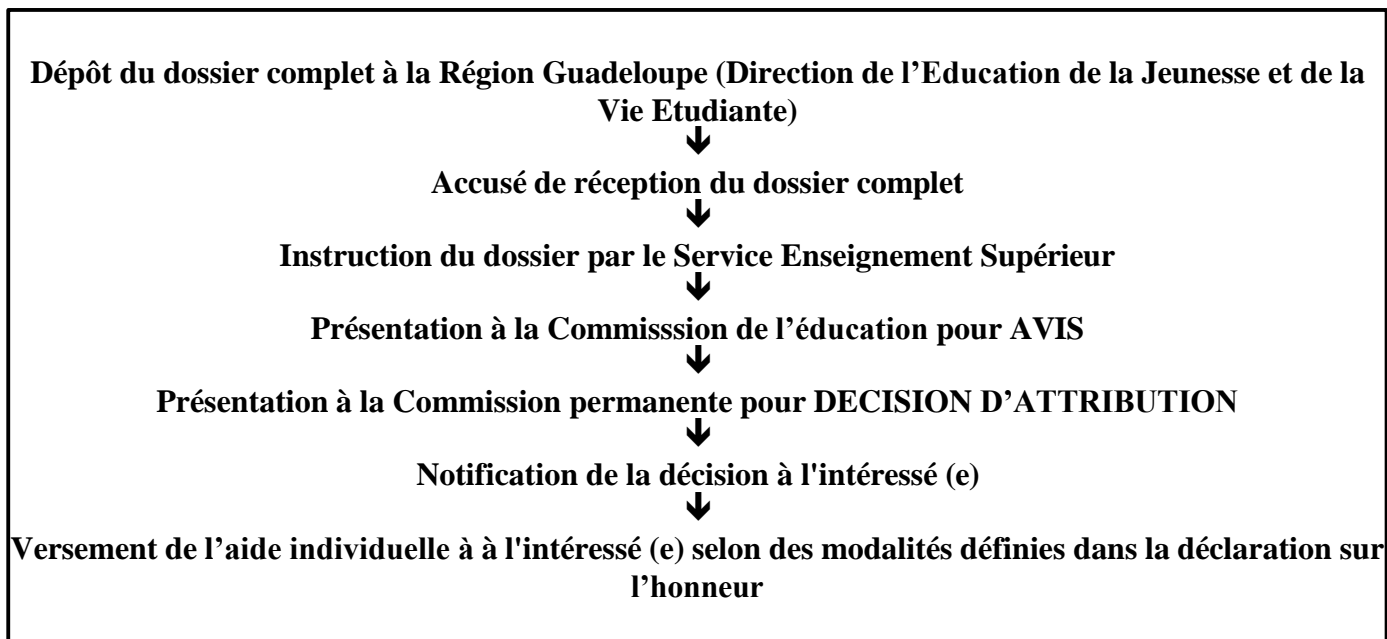 Dépôt du dossier complet à la Région Guadeloupe (Direction de l’Education de la Jeunesse et de la
Vie Etudiante)
Accusé de réception du dossier complet
Instruction du dossier par le Service Enseignement Supérieur
Présentation à la Commisssion de l’éducation pour AVIS
Présentation à la Commission permanente pour DECISION D’ATTRIBUTION
Notification de la décision à l'intéressé (e)
Versement de l’aide individuelle à à l'intéressé (e) selon des modalités définies dans la déclaration sur
l’honneur